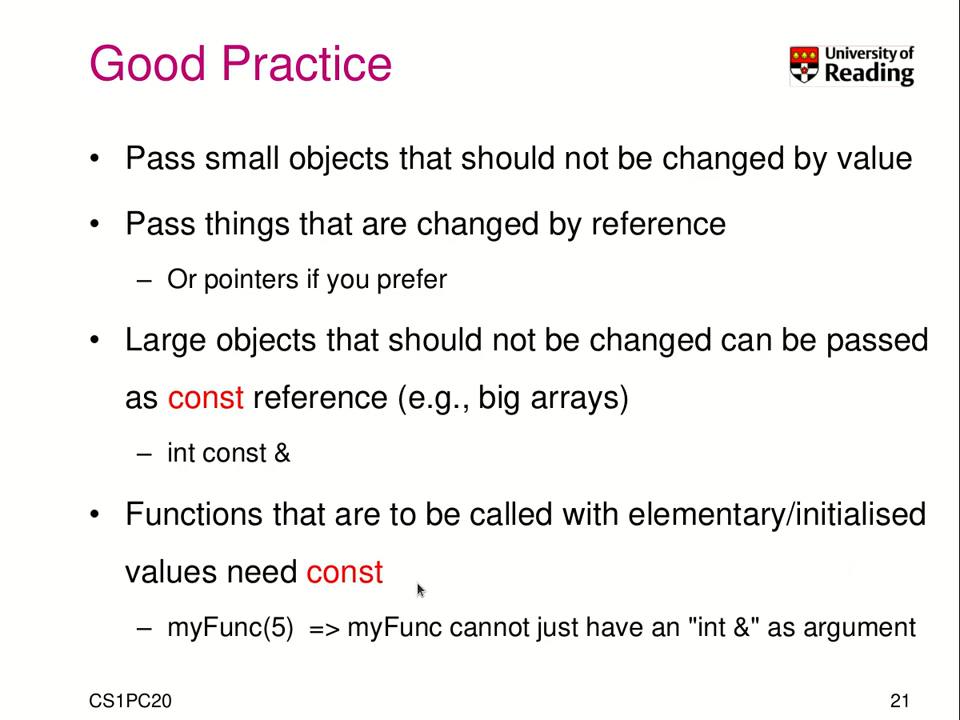 Good Practice
University of
Reading
• Pass small objects that should not be changed by value
• Pass things that are changed by reference
– Or pointers if you prefer
• Large objects that should not be changed can be passed
as const reference (e.g., big arrays)
– int const &
• Functions that are to be called with elementary/initialised
values need const
– myFunc(5) => myFunc cannot just have an "int &" as argument
CS1PC20
21